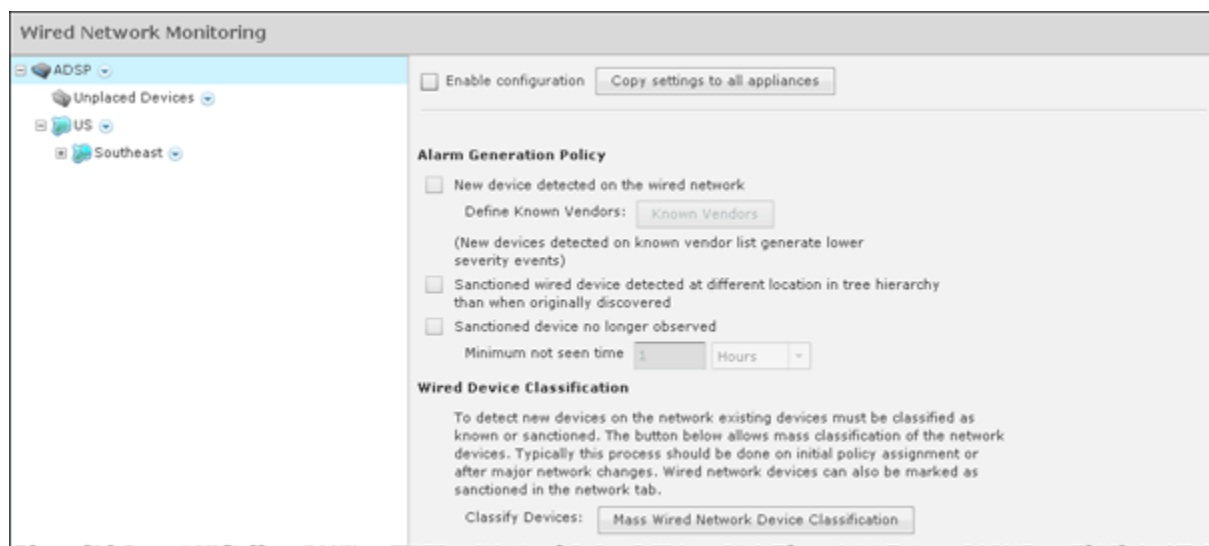 Wired Network Monitoring
ADSP
Unplaced Devices
US
Southeast
Enable configuration Copy settings to all appliances
Alarm Generation Policy
New device detected on the wired network
Define Known Vendors: Known Vendors
(New devices detected on known vendor list generate lower
severity events)
Sanctioned wired device detected at different location in tree hierarchy
than when originally discovered
Sanctioned device no longer observed
Minimum not seen time 1 Hours
Wired Device Classification
To detect new devices on the network existing devices must be classified as
known or sanctioned. The button below allows mass classification of the network
devices. Typically this process should be done on initial policy assignment or
after major network changes. Wired network devices can also be marked as
sanctioned in the network tab.
Classify Devices: Mass Wired Network Device Classification